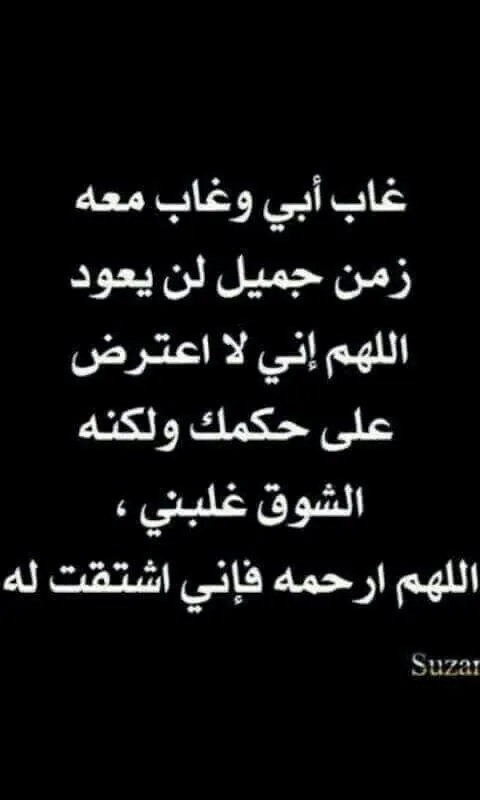 غاب أبي وغاب معه
زمن جميل لن يعود
اللهم إني لا اعترض
على حكمك ولكنه
الشوق غلبني ،
اللهم ارحمه فإني اشتقت له
Suzan